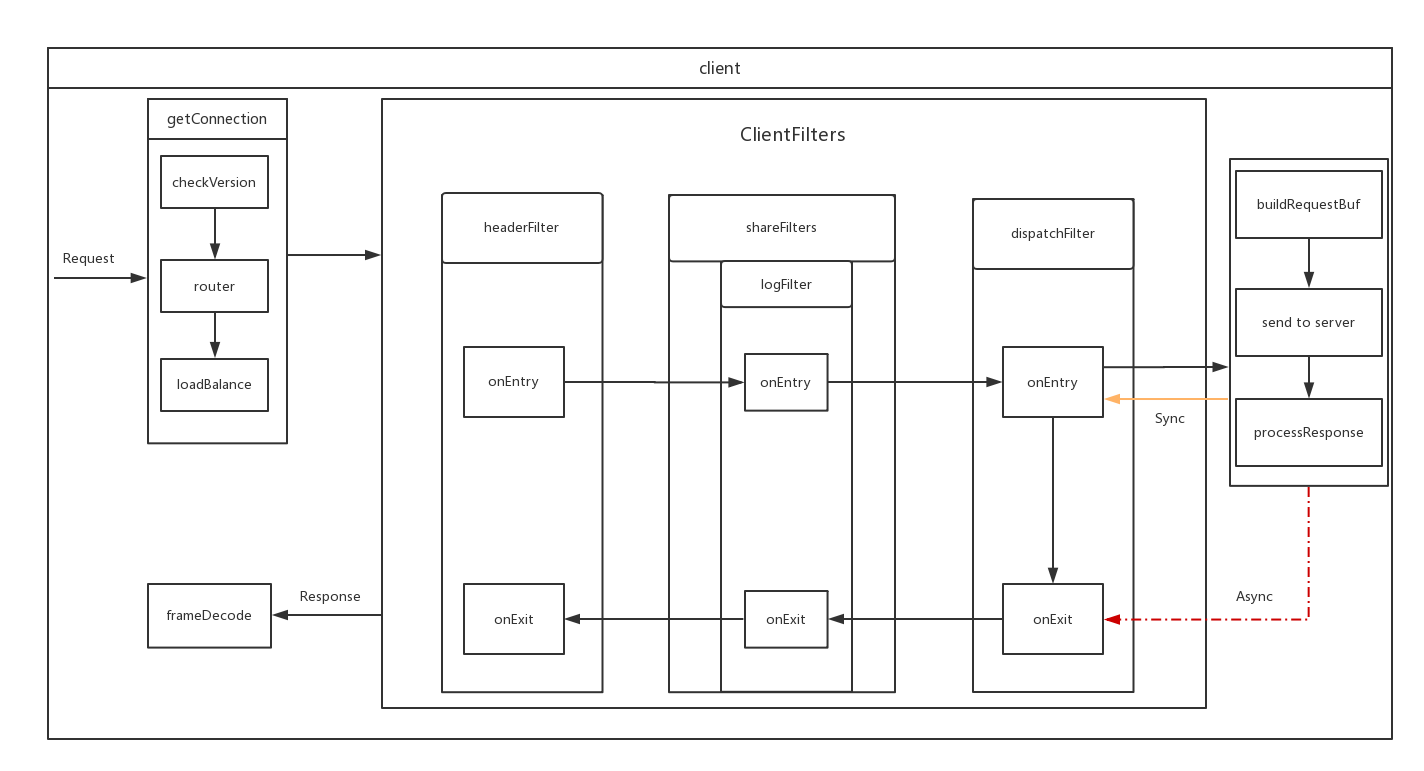 client
getConnection
checkVersion
router
loadBalance
Request
ClientFilters
headerFilter
onEntry
onExit
shareFilters
logFilter
onEntry
onExit
dispatchFilter
onEntry
onExit
buildRequestBuf
send to server
processResponse
Sync
Async
Response
frameDecode